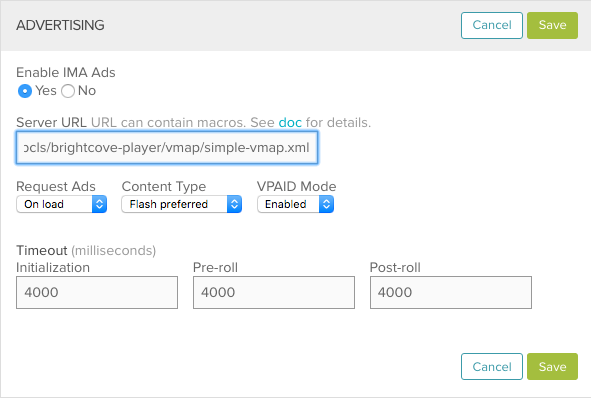 ADVERTISING
Cancel
Save
Enable IMA Ads
Yes No
Server URL URL can contain macros. See doc for details.
ocls/brightcove-player/vmap/simple-vmap.xml
Request Ads Content Type VPAID Mode
On load Flash preferred Enabled
Timeout (milliseconds)
Initialization Pre-roll Post-roll
4000 4000 4000
Cancel
Save